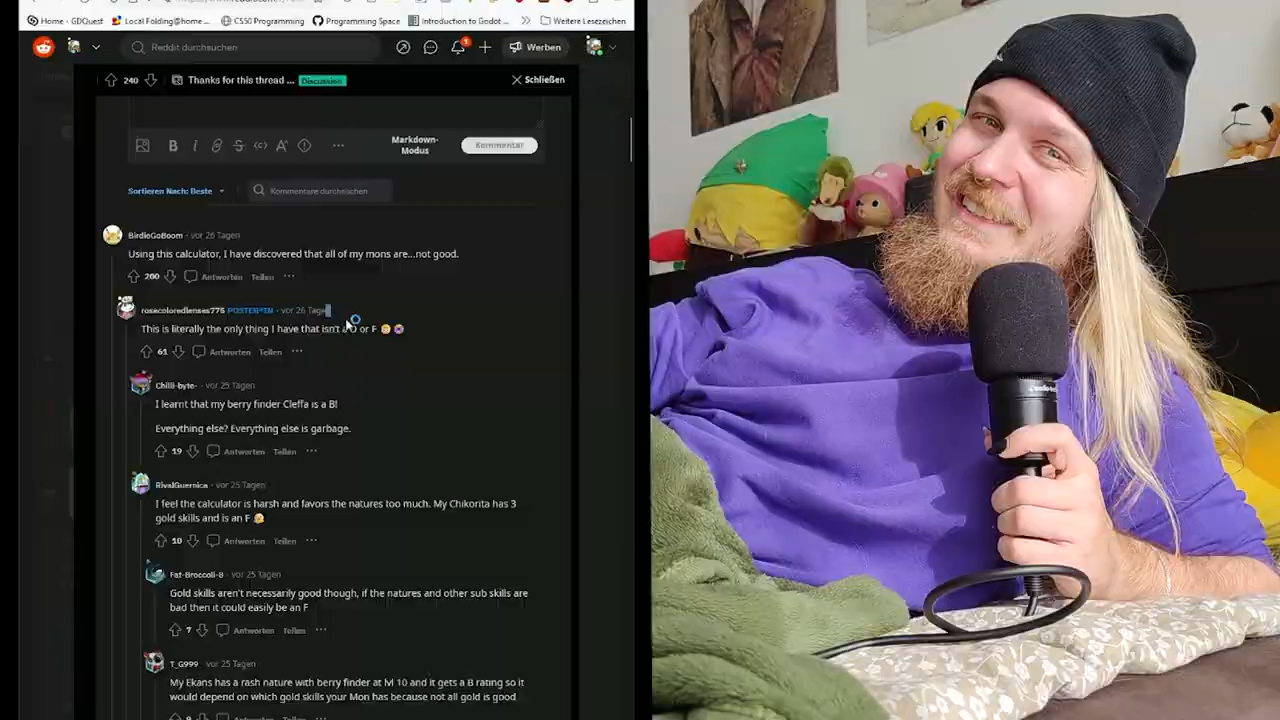 Home - GDQuest
Local Folding@home ...
CS50 Programming
Programming Space
Introduction to Godot ...
»
Weitere Lesezeichen
Reddit durchsuchen
3
Werben
240
Thanks for this thread ...
Discussion
Schließen
Markdown-
Modus
Kommentar
Sortieren Nach: Beste
Kommentare durchsuchen
BirdieGoBoom · vor 26 Tagen
Using this calculator, I have discovered that all of my mons are...not good.
200 Antworten Teilen ...
rosecoloredlenses775 · vor 26 Tagen
This is literally the only thing I have that isn't a D or F
61 Antworten Teilen ...
Chilli-byte- · vor 25 Tagen
I learnt that my berry finder Cleffa is a B!
Everything else? Everything else is garbage.
19 Antworten Teilen ...
RivalGuernica · vor 25 Tagen
I feel the calculator is harsh and favors the natures too much. My Chikorita has 3
gold skills and is an F
10 Antworten Teilen ...
Fat-Broccoli-8 · vor 25 Tagen
Gold skills aren't necessarily good though, if the natures and other sub skills are
bad then it could easily be an F
7 Antworten Teilen ...
T_G999 · vor 25 Tagen
My Ekans has a rash nature with berry finder at lvl 10 and it gets a B rating so it
would depend on which gold skills your Mon has because not all gold is good